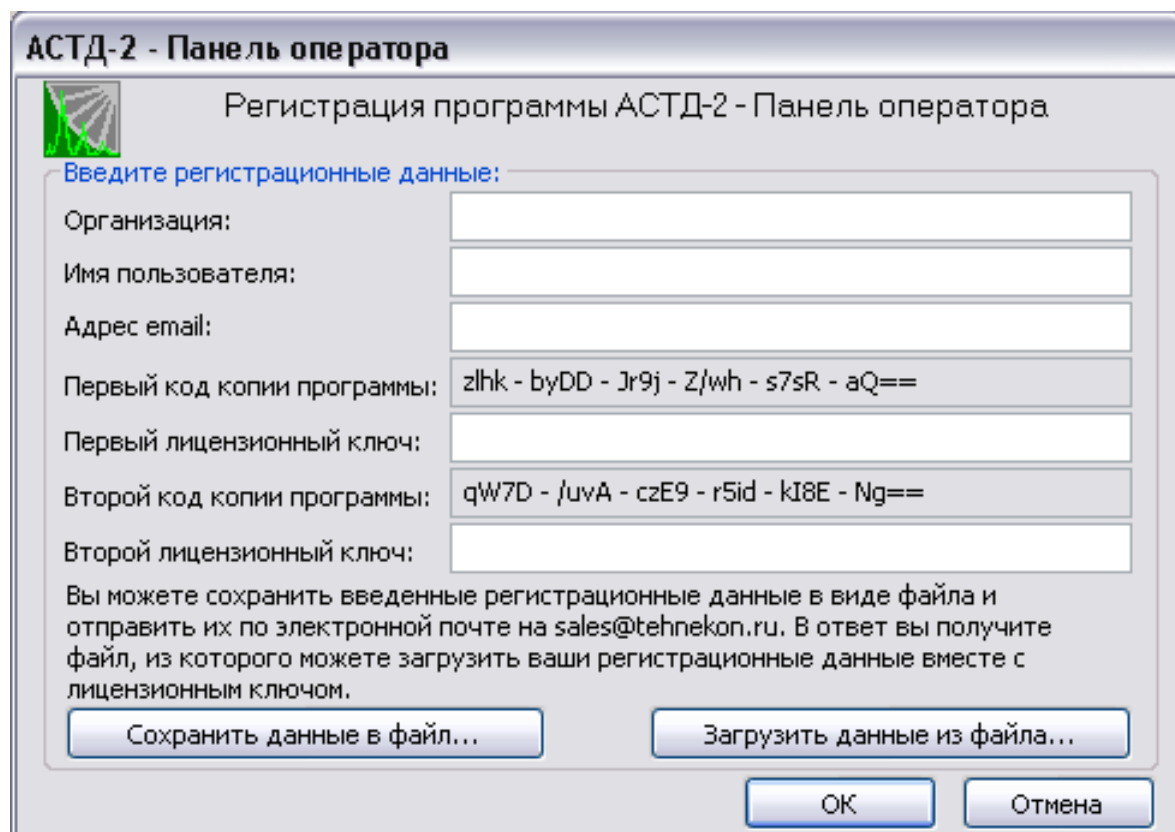 АСТД-2 - Панель оператора
Регистрация программы АСТД-2 - Панель оператора
Введите регистрационные данные:
Организация:
Имя пользователя:
Адрес email:
Первый код копии программы: zlhk - byDD - Jr9j - Z/wh - s7sR - aQ==
Первый лицензионный ключ:
Второй код копии программы: qW7D - /uvA - czE9 - r5id - kI8E - Ng==
Второй лицензионный ключ:
Вы можете сохранить введенные регистрационные данные в виде файла и
отправить их по электронной почте на sales@tehnekon.ru. В ответ вы получите
файл, из которого можете загрузить ваши регистрационные данные вместе с
лицензионным ключом.
Сохранить данные в файл... Загрузить данные из файла...
ОК Отмена